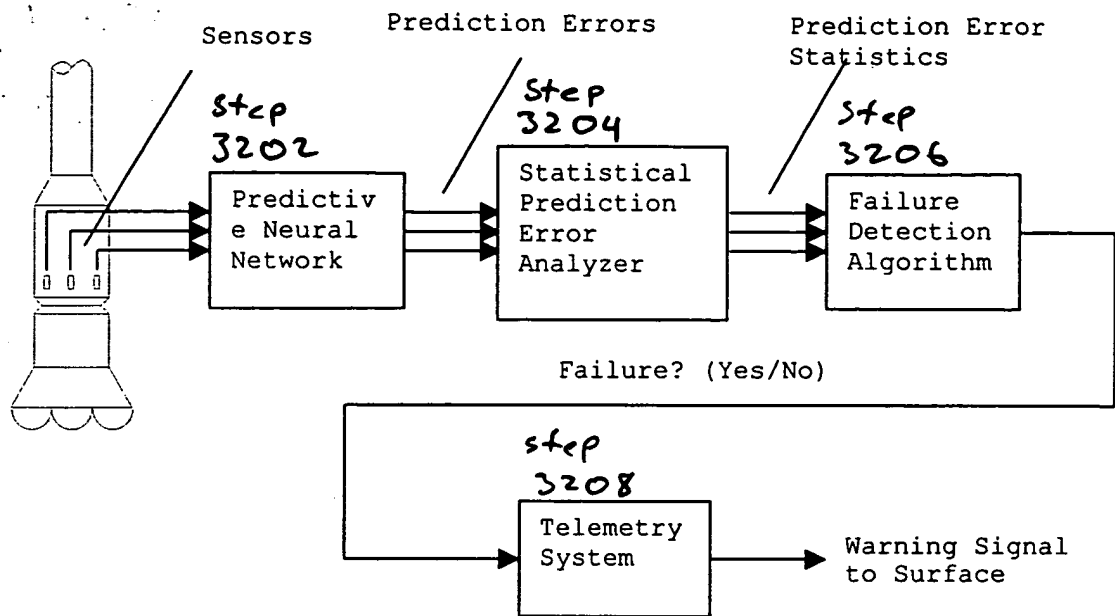 Sensors
Prediction Errors
Prediction Error
Statistics
step
3202
Predictiv
e Neural
Network
step
3204
Statistical
Prediction
Error
Analyzer
step
3206
Failure
Detection
Algorithm
Failure? (Yes/No)
step
3208
Telemetry
System
Warning Signal
to Surface